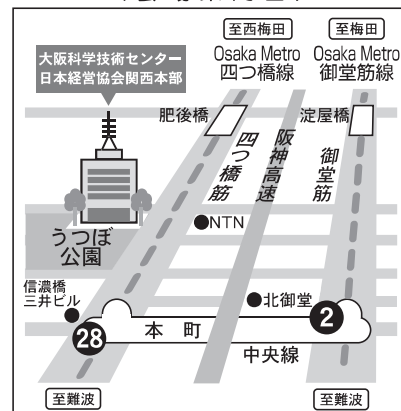 至西梅田
至梅田
Osaka Metro
四つ橋線
Osaka Metro
御堂筋線
大阪科学技術センター
日本経営協会関西本部
肥後橋
淀屋橋
四つ橋筋
阪神高速
御堂筋
NTN
うつぼ
公園
信濃橋
三井ビル
北御堂
2
28
本町
中央線
至難波
至難波